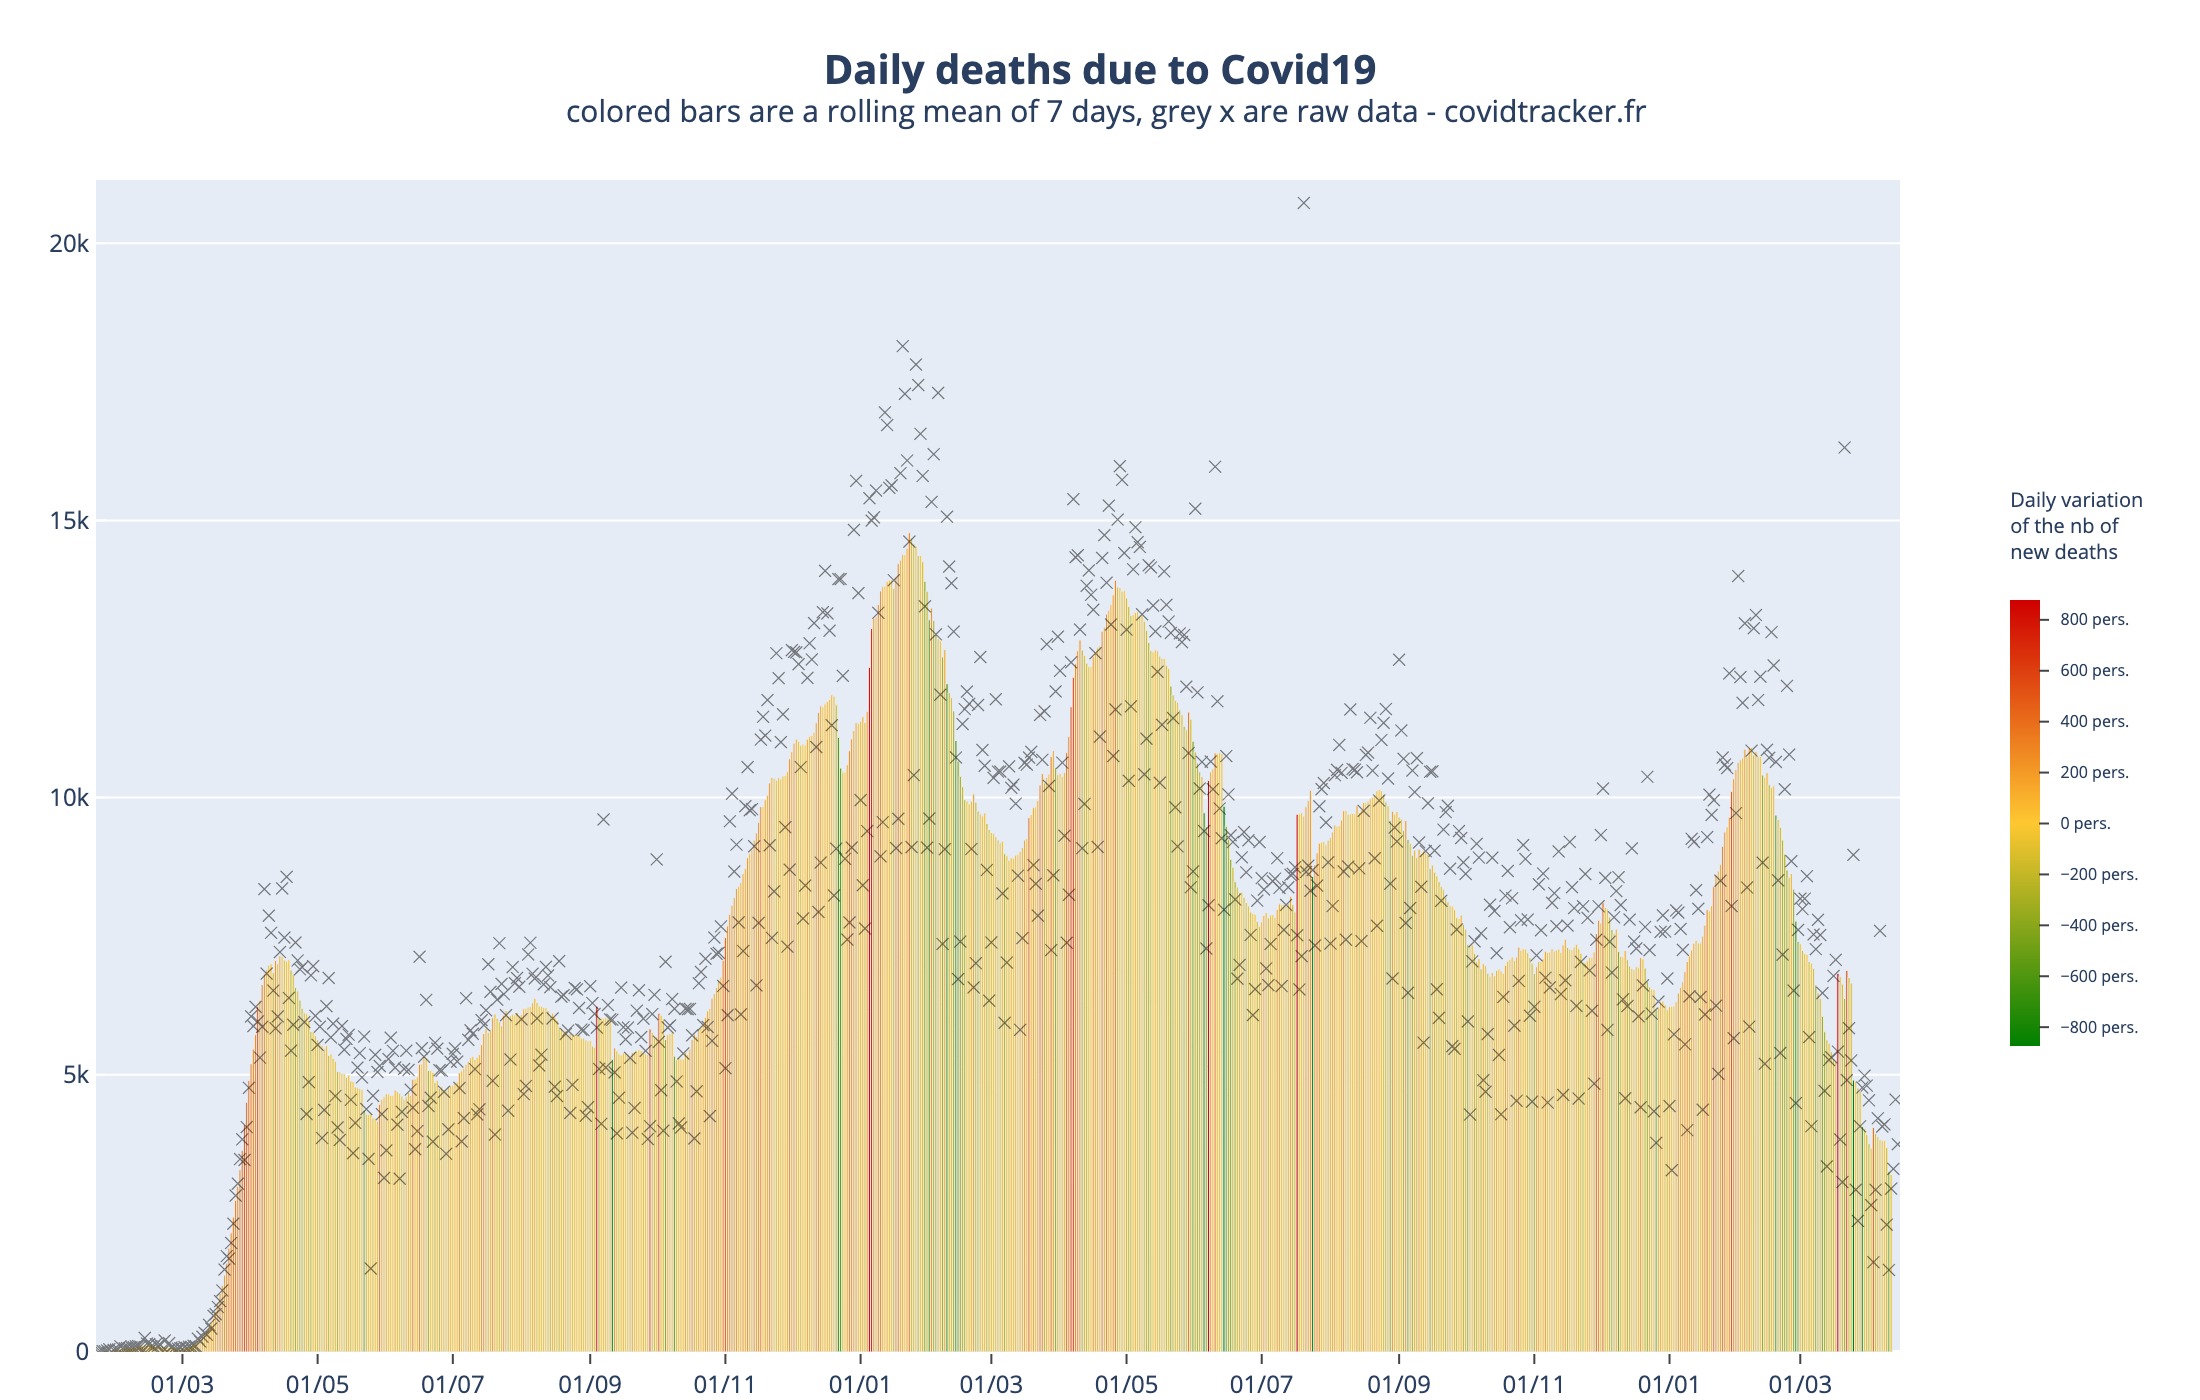 Daily deaths due to Covid19
colored bars are a rolling mean of 7 days, grey x are raw data - covidtracker.fr
20k
15k
10k
5k
0
01/03 01/05 01/07 01/09 01/11 01/01 01/03 01/05 01/07 01/09 01/11 01/01 01/03
Daily variation
of the nb of
new deaths
800 pers.
600 pers.
400 pers.
200 pers.
0 pers.
−200 pers.
−400 pers.
−600 pers.
−800 pers.